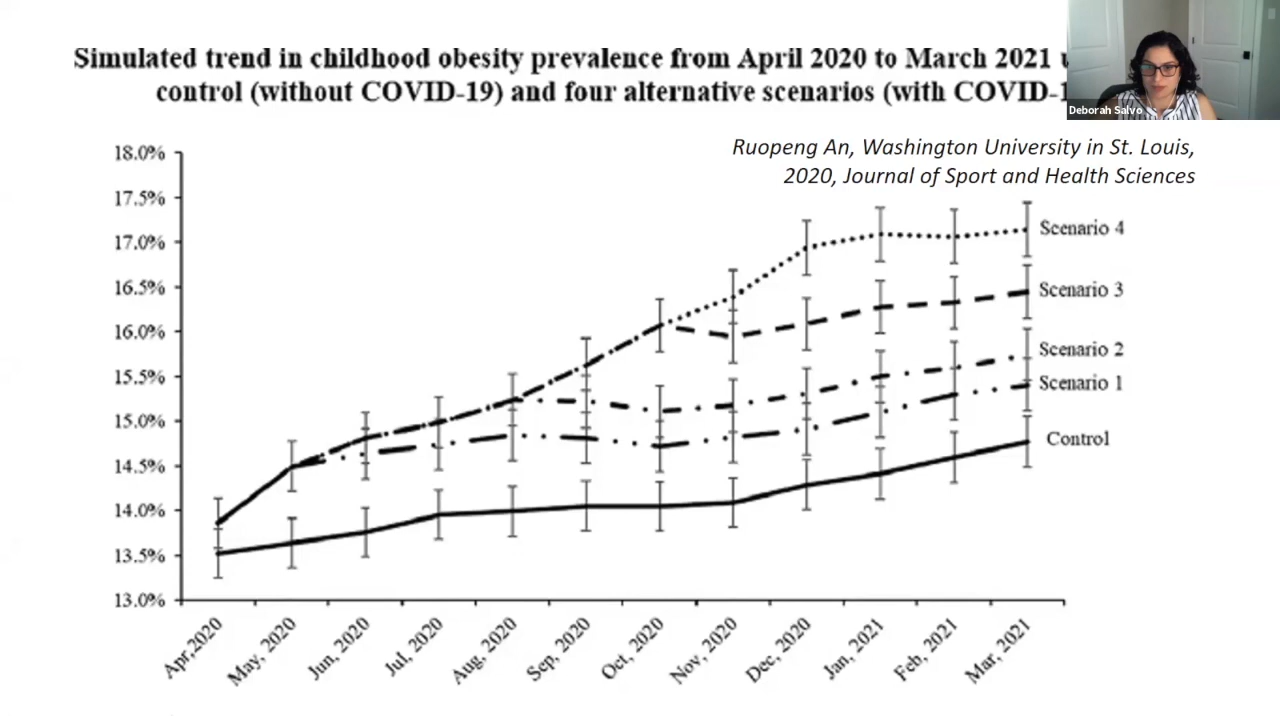 Simulated trend in childhood obesity prevalence from April 2020 to March 2021
control (without COVID-19) and four alternative scenarios (with COVID-1
Deborah Salvo
Ruopeng An, Washington University in St. Louis,
2020, Journal of Sport and Health Sciences
18.0%
17.5%
17.0%
16.5%
16.0%
15.5%
15.0%
14.5%
14.0%
13.5%
13.0%
Scenario 4
Scenario 3
Scenario 2
Scenario 1
Control
Apr,2020
May, 2020
Jun, 2020
Jul, 2020
Aug, 2020
Sep, 2020
Oct, 2020
Nov, 2020
Dec, 2020
Jan, 2021
Feb, 2021
Mar, 2021